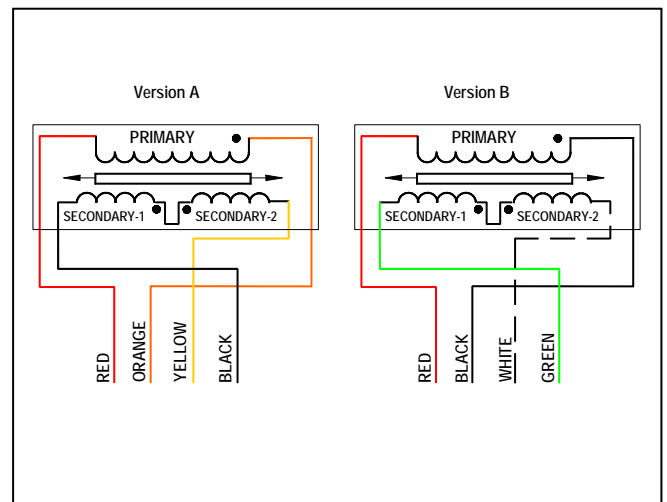 Version A
Version B
PRIMARY
PRIMARY
SECONDARY-1
SECONDARY-2
SECONDARY-1
SECONDARY-2
RED
ORANGE
YELLOW
BLACK
RED
BLACK
WHITE
GREEN